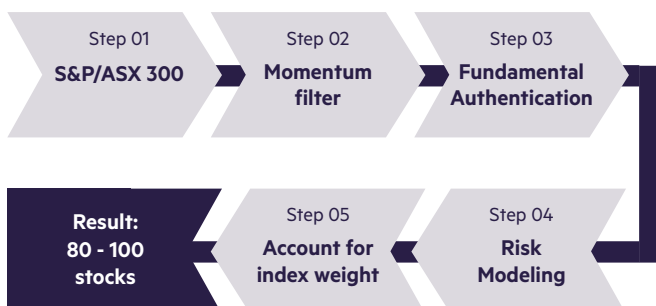 Step 01
S&P/ASX 300
Step 02
Momentum
filter
Step 03
Fundamental
Authentication
Step 04
Risk
Modeling
Step 05
Account for
index weight
Result:
80 - 100
stocks